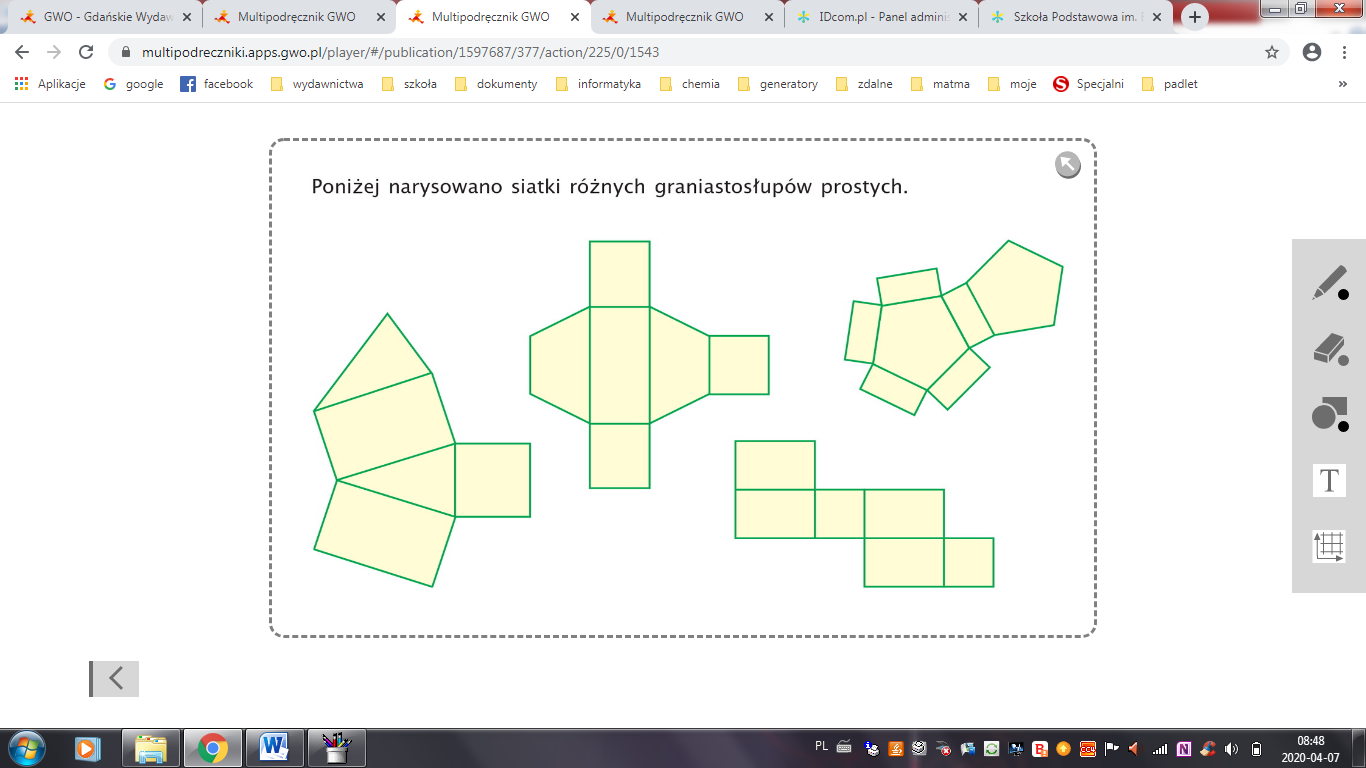 GWO - Gdańskie Wydaw
Multipodręcznik GWO
Multipodręcznik GWO
Multipodręcznik GWO
IDcom.pl - Panel adminis
Szkoła Podstawowa im.
multipodreczniki.apps.gwo.pl/player/#/publication/1597687/377/action/225/0/1543
Aplikacje google facebook wydawnictwa szkoła dokumenty informatyka chemia generatory zdalne matma moje Specjalni padlet »
Poniżej narysowano siatki różnych graniastosłupów prostych.
T
PL
08:48
2020-04-07